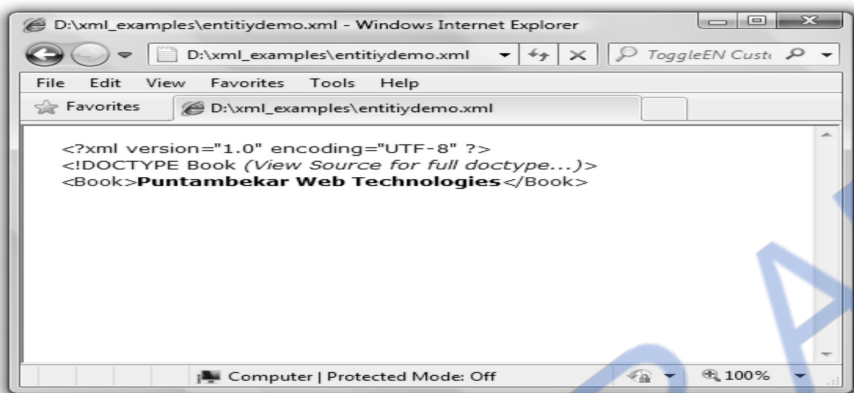 D:\xml_examples\entitiydemo.xml - Windows Internet Explorer
D:\xml_examples\entitiydemo.xml
ToggleEN Cust
File Edit View Favorites Tools Help
Favorites D:\xml_examples\entitiydemo.xml
<?xml version="1.0" encoding="UTF-8" ?>
<!DOCTYPE Book (View Source for full doctype...)>
<Book>Puntambekar Web Technologies</Book>
Computer | Protected Mode: Off 100%